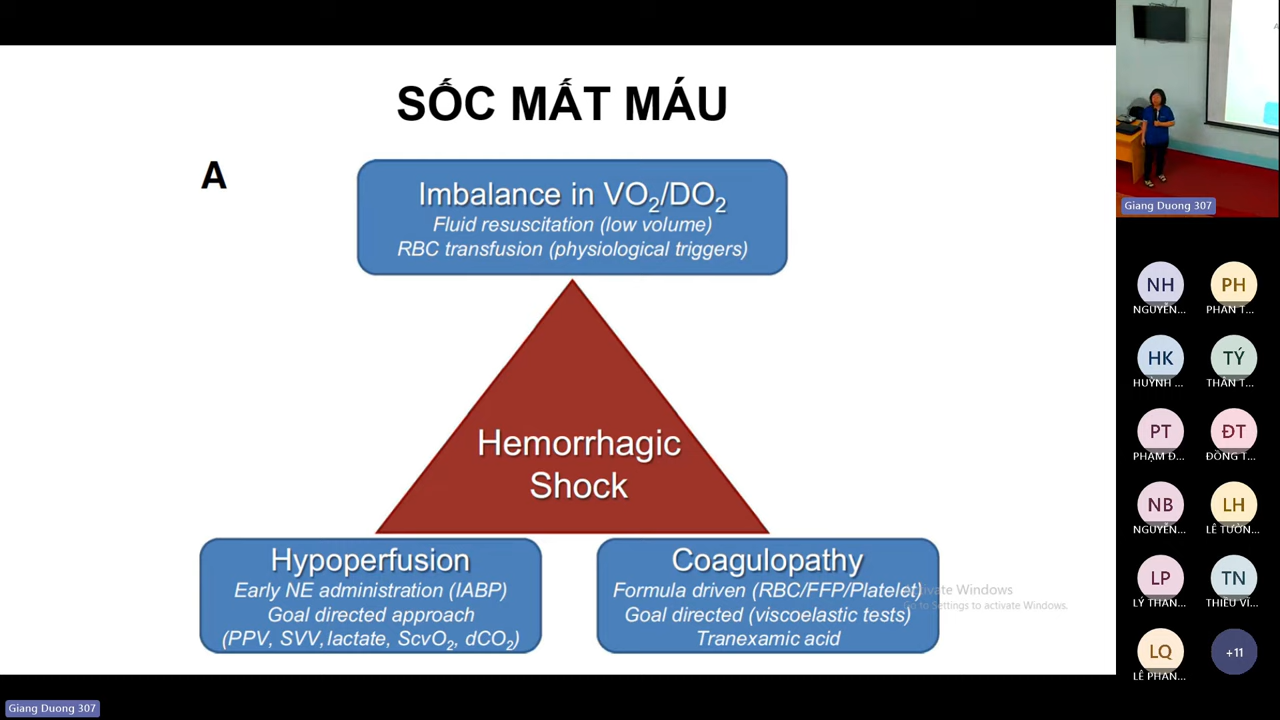 SỐC MẤT MÁU
A
Imbalance in VO2/DO2
Fluid resuscitation (low volume)
RBC transfusion (physiological triggers)
Hemorrhagic
Shock
Hypoperfusion
Early NE administration (IABP)
Goal directed approach
(PPV, SVV, lactate, ScvO2, dCO2)
Coagulopathy
Formula driven (RBC/FFP/Platelet)
Goal directed (viscoelastic tests)
Tranexamic acid
Activate Windows
Go to Settings to activate Windows.
Giang Duong 307
NH
NGUYỄN...
PH
PHAN T...
HK
HUỲNH ...
TÝ
THÂN T...
PT
PHẠM Đ...
ĐT
ĐỒNG T...
NB
NGUYỄN...
LH
LÊ TƯỜN...
LP
LÝ THAN...
TN
THIỀU VĨ...
LQ
LÊ PHAN...
+11
Giang Duong 307